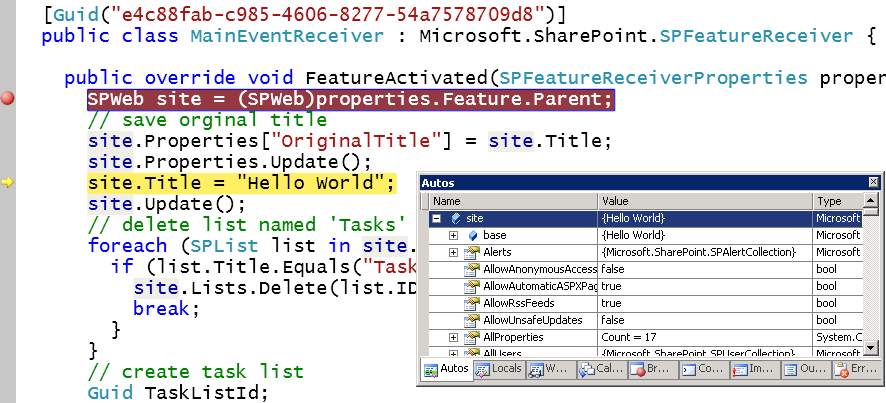 [Guid("e4c88fab-c985-4606-8277-54a7578709d8")]
public class MainEventReceiver : Microsoft.SharePoint.SPFeatureReceiver {
public override void FeatureActivated(SPFeatureReceiverProperties proper
SPWeb site = (SPWeb)properties.Feature.Parent;
// save orginal title
site.Properties["OriginalTitle"] = site.Title;
site.Properties.Update();
site.Title = "Hello World";
site.Update();
// delete list named 'Tasks'
foreach (SPList list in site.
if (list.Title.Equals("Task
site.Lists.Delete(list.ID
break;
}
}
// create task list
Guid TaskListId;
Autos
Name Value Type
site {Hello World} Microsoft
base {Hello World} Microsoft
Alerts {Microsoft.SharePoint.SPAlertCollection} Microsoft
AllowAnonymousAccess false bool
AllowAutomaticASPXPag true bool
AllowRssFeeds true bool
AllowUnsafeUpdates false bool
AllProperties Count = 17 System.C
AllUsers {Microsoft.SharePoint.SPUserCollection} Microsoft
Autos Locals W... Cal... Br... Co... Im... Ou... Erro...